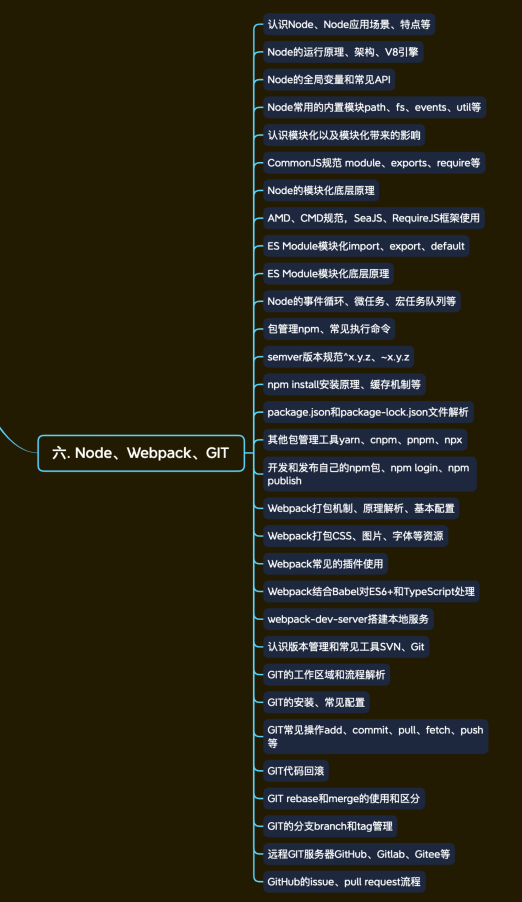 认识Node、Node应用场景、特点等
Node的运行原理、架构、V8引擎
Node的全局变量和常见API
Node常用的内置模块path、fs、events、util等
认识模块化以及模块化带来的影响
CommonJS规范 module、exports、require等
Node的模块化底层原理
AMD、CMD规范，SeaJS、RequireJS框架使用
ES Module模块化import、export、default
ES Module模块化底层原理
Node的事件循环、微任务、宏任务队列等
包管理npm、常见执行命令
semver版本规范^x.y.z、~x.y.z
npm install安装原理、缓存机制等
package.json和package-lock.json文件解析
其他包管理工具yarn、cnpm、pnpm、npx
六. Node、Webpack、GIT
开发和发布自己的npm包、npm login、npm
publish
Webpack打包机制、原理解析、基本配置
Webpack打包CSS、图片、字体等资源
Webpack常见的插件使用
Webpack结合Babel对ES6+和TypeScript处理
webpack-dev-server搭建本地服务
认识版本管理和常见工具SVN、Git
GIT的工作区域和流程解析
GIT的安装、常见配置
GIT常见操作add、commit、pull、fetch、push
等
GIT代码回滚
GIT rebase和merge的使用和区分
GIT的分支branch和tag管理
远程GIT服务器GitHub、Gitlab、Gitee等
GitHub的issue、pull request流程